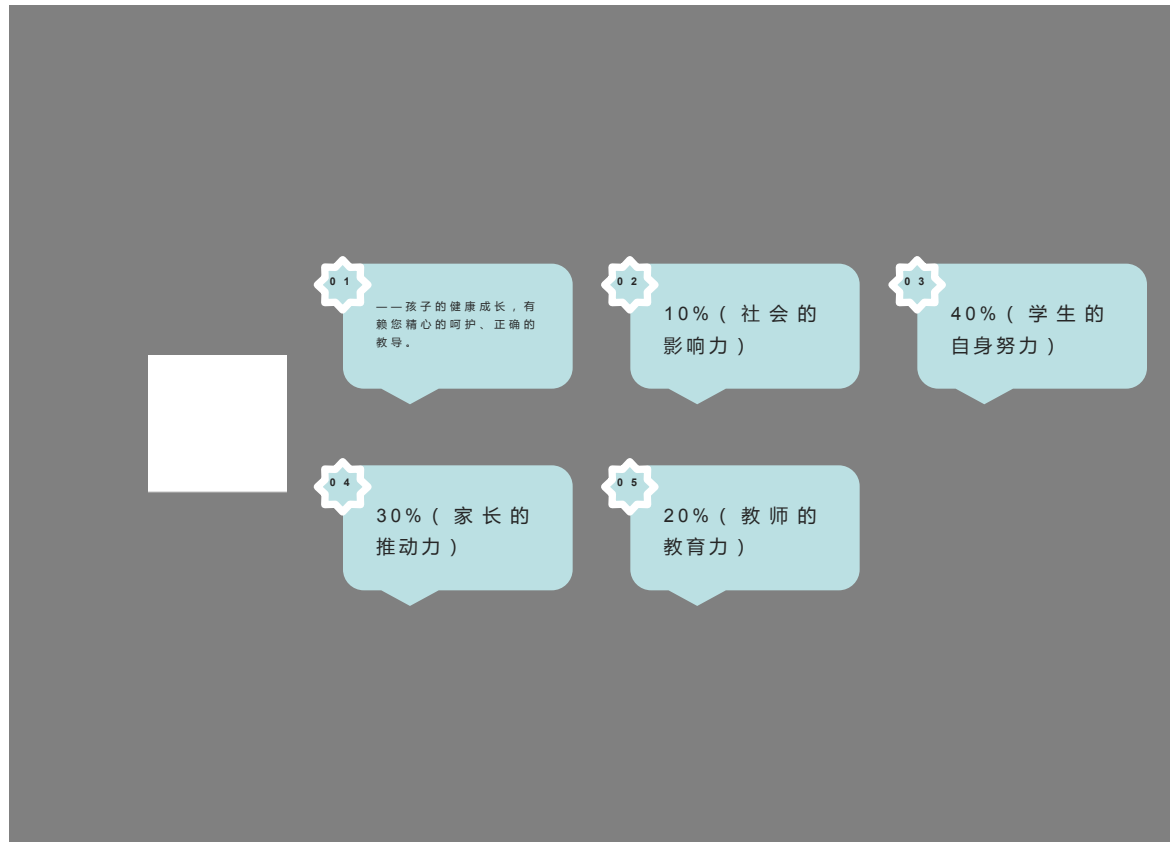 01
——孩子的健康成长，有
赖您精心的呵护、正确的
教导。
02
10%（社会的
影响力）
03
40%（学生的
自身努力）
04
30%（家长的
推动力）
05
20%（教师的
教育力）